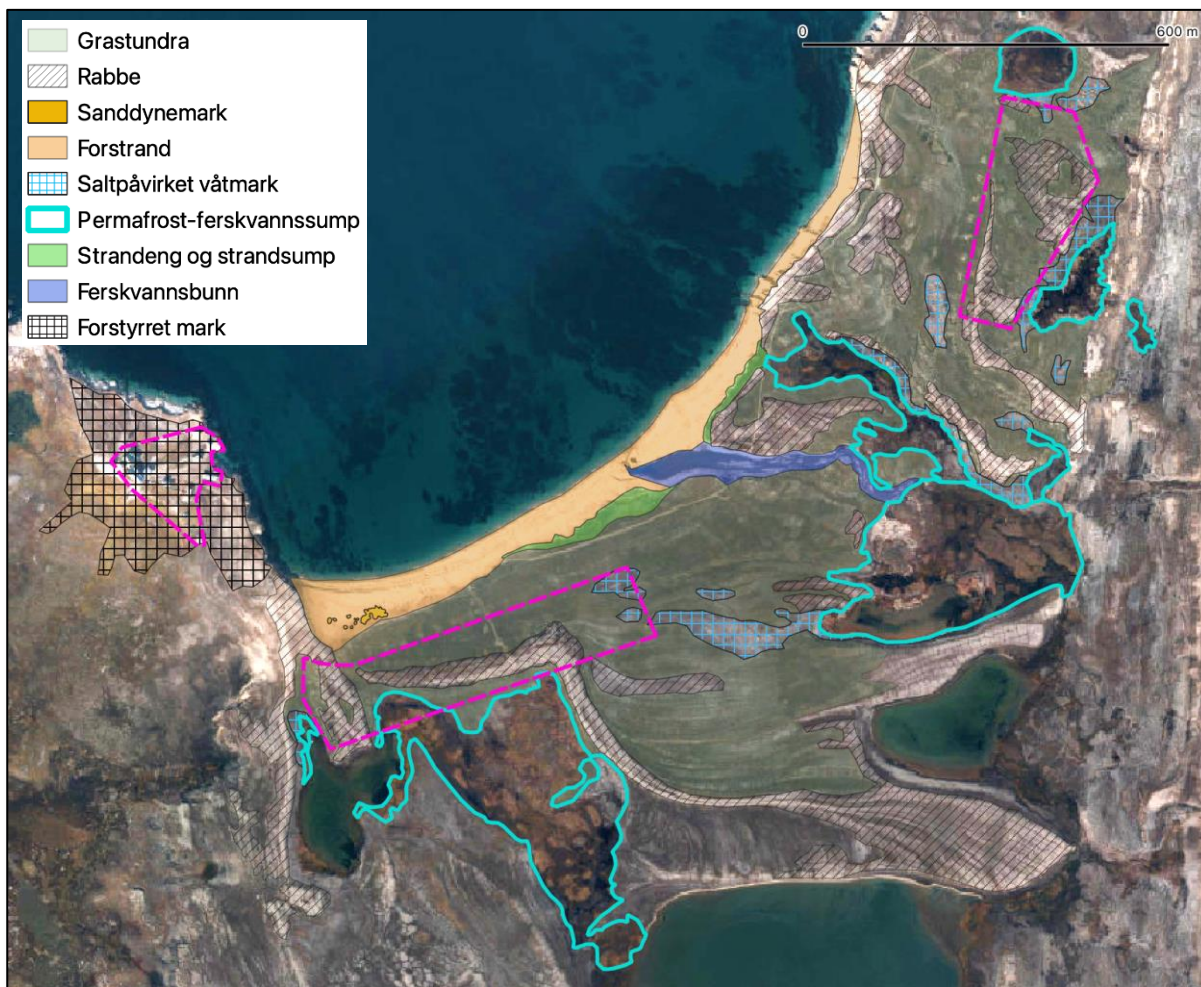 Grastundra
Rabbe
Sanddynemark
Forstrand
Saltpåvirket våtmark
Permafrost-ferskvannssump
Strandeng og strandsump
Ferskvannsbunn
Forstyrret mark
0 600 m